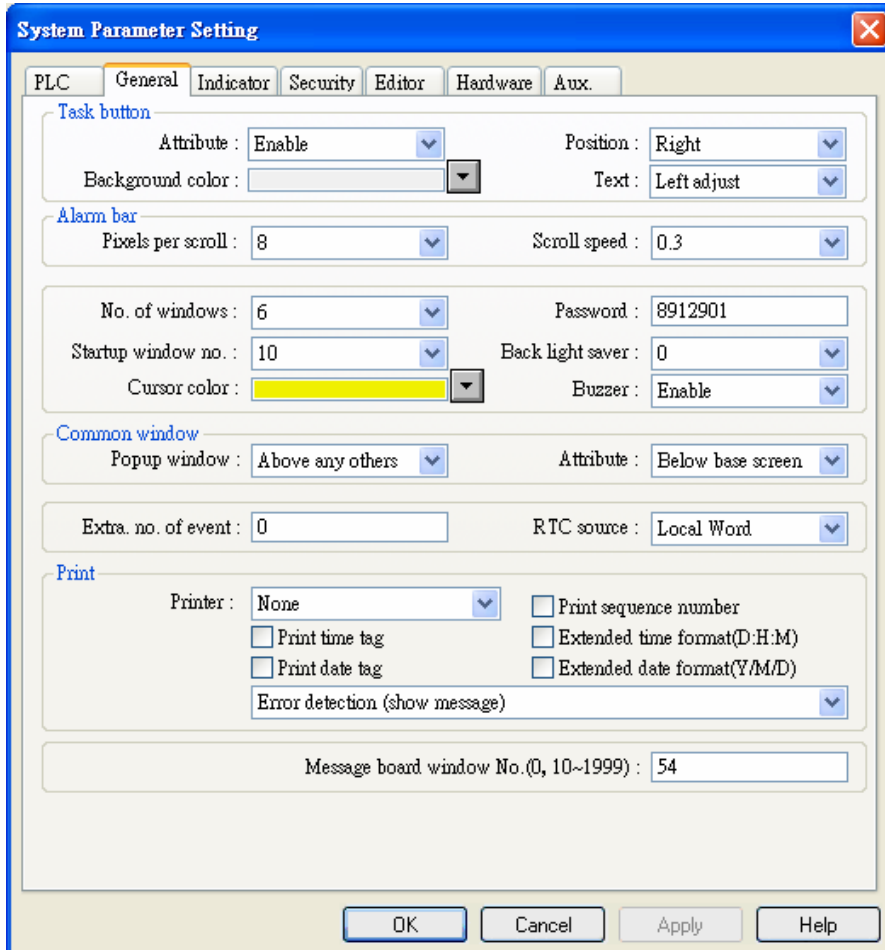 System Parameter Setting
PLC General Indicator Security Editor Hardware Aux.
Task button
Attribute : Enable Position : Right
Background color : Text : Left adjust
Alarm bar
Pixels per scroll : 8 Scroll speed : 0.3
No. of windows : 6 Password : 8912901
Startup window no. : 10 Back light saver : 0
Cursor color : Buzzer : Enable
Common window
Popup window : Above any others Attribute : Below base screen
Extra. no. of event : 0 RTC source : Local Word
Print
Printer : None Print sequence number
Print time tag Extended time format(D:H:M)
Print date tag Extended date format(Y/M/D)
Error detection (show message)
Message board window No.(0, 10~1999) : 54
OK Cancel Apply Help